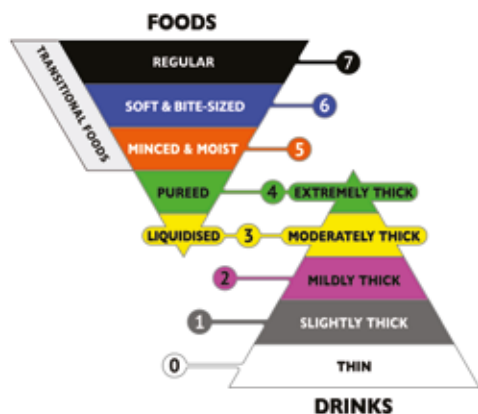 FOODS
TRANSITIONAL FOODS
REGULAR 7
SOFT & BITE-SIZED 6
MINCED & MOIST 5
PUREED 4 EXTREMELY THICK
LIQUIDISED 3 MODERATELY THICK
2 MILDLY THICK
1 SLIGHTLY THICK
0 THIN
DRINKS